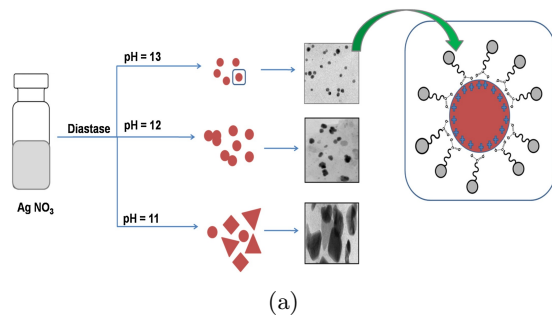 pH = 13
Diastase
pH = 12
Ag NO₃
pH = 11
(a)